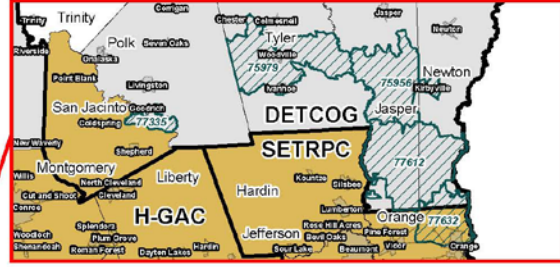 Corrigan
Trinity
Trinity
Chester
Colmesneil
Jasper
Tyler
Newton
Polk
Seven Oaks
Riverside
Onalaska
Woodville
75979
75956
Newton
Point Blank
Livingston
Ivanhoe
Kirbyville
San Jacinto
Goodrich
Jasper
Coldspring
77335
DETCOG
New Waverly
Shepherd
SETRPC
77612
Montgomery
Liberty
Kountze
Willis
North Cleveland
Hardin
Silsbee
Cut and Shoot
Cleveland
Conroe
Lumberton
Orange
77632
H-GAC
Splendora
Rose Hill Acres
Pine Forest
Woodloch
Plum Grove
Jefferson
Bevil Oaks
Shenandoah
Roman Forest
Dayton Lakes
Hardin
Sour Lake
Beaumont
Vidor
Orange